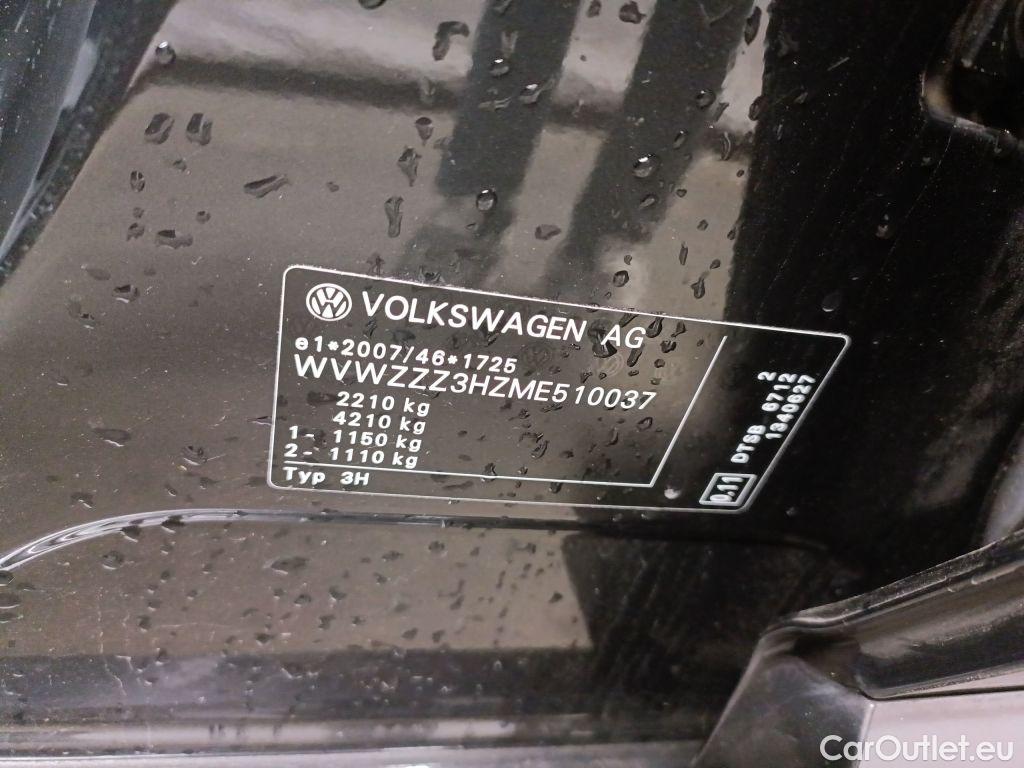 VOLKSWAGEN AG
e1*2007/46*1725
WVWZZZ3HZME510037
2210 kg
4210 kg
1- 1150 kg
2- 1110 kg
Typ 3H
0.11
DTSB 6712 2
1340627
CarOutlet.eu